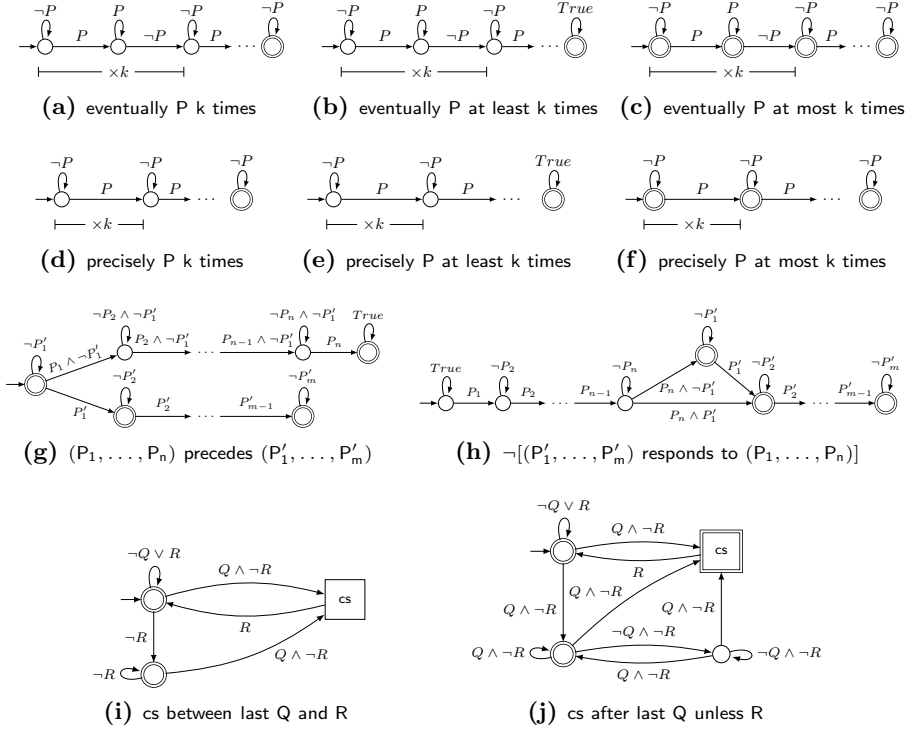 ¬P P ¬P ¬P
P ¬P P ···
×k
(a) eventually P k times
¬P P ¬P True
P ¬P P ···
×k
(b) eventually P at least k times
¬P P ¬P P
P ¬P P ···
×k
(c) eventually P at most k times
¬P ¬P ¬P
P P ···
×k
(d) precisely P k times
¬P ¬P True
P P ···
×k
(e) precisely P at least k times
¬P ¬P ¬P
P P ···
×k
(f) precisely P at most k times
¬P₂ ∧ ¬P′₁ ¬Pₙ ∧ ¬P′₁ True
¬P′₁ P₁ ∧ ¬P′₁ P₂ ∧ ¬P′₁ ··· Pₙ₋₁ ∧ ¬P′₁ Pₙ
¬P′₂ ¬P′ₘ
P′₁ P′₂ ··· P′ₘ₋₁
(g) (P₁, . . . , Pₙ) precedes (P′₁, . . . , P′ₘ)
¬P′₁
True ¬P₂ ¬Pₙ P′₁ ¬P′₂ ¬P′ₘ
P₁ P₂ ··· Pₙ₋₁ Pₙ ∧ ¬P′₁ P′₂ ··· P′ₘ₋₁
Pₙ ∧ P′₁
(h) ¬[(P′₁, . . . , P′ₘ) responds to (P₁, . . . , Pₙ)]
¬Q ∨ R
Q ∧ ¬R
cs
R
¬R
Q ∧ ¬R
¬R
(i) cs between last Q and R
¬Q ∨ R
Q ∧ ¬R
cs
R
Q ∧ ¬R Q ∧ ¬R Q ∧ ¬R
Q ∧ ¬R ¬Q ∧ ¬R ¬Q ∧ ¬R
Q ∧ ¬R
(j) cs after last Q unless R